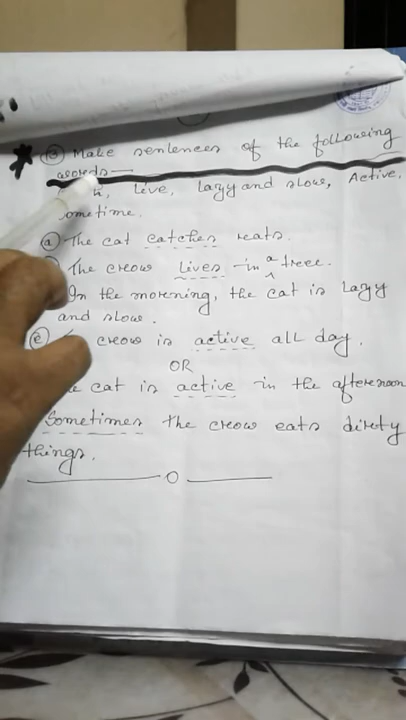 (13) Make sentences of the following
words—
h, Live, Lazy and slow, Active,
Sometime.
(a) The cat catches rats.
The crow Lives in a tree.
In the morning, the cat is Lazy
and slow.
(e) crow is active all day.
OR
cat is active in the afternoon
Sometimes the crow eats dirty
things.